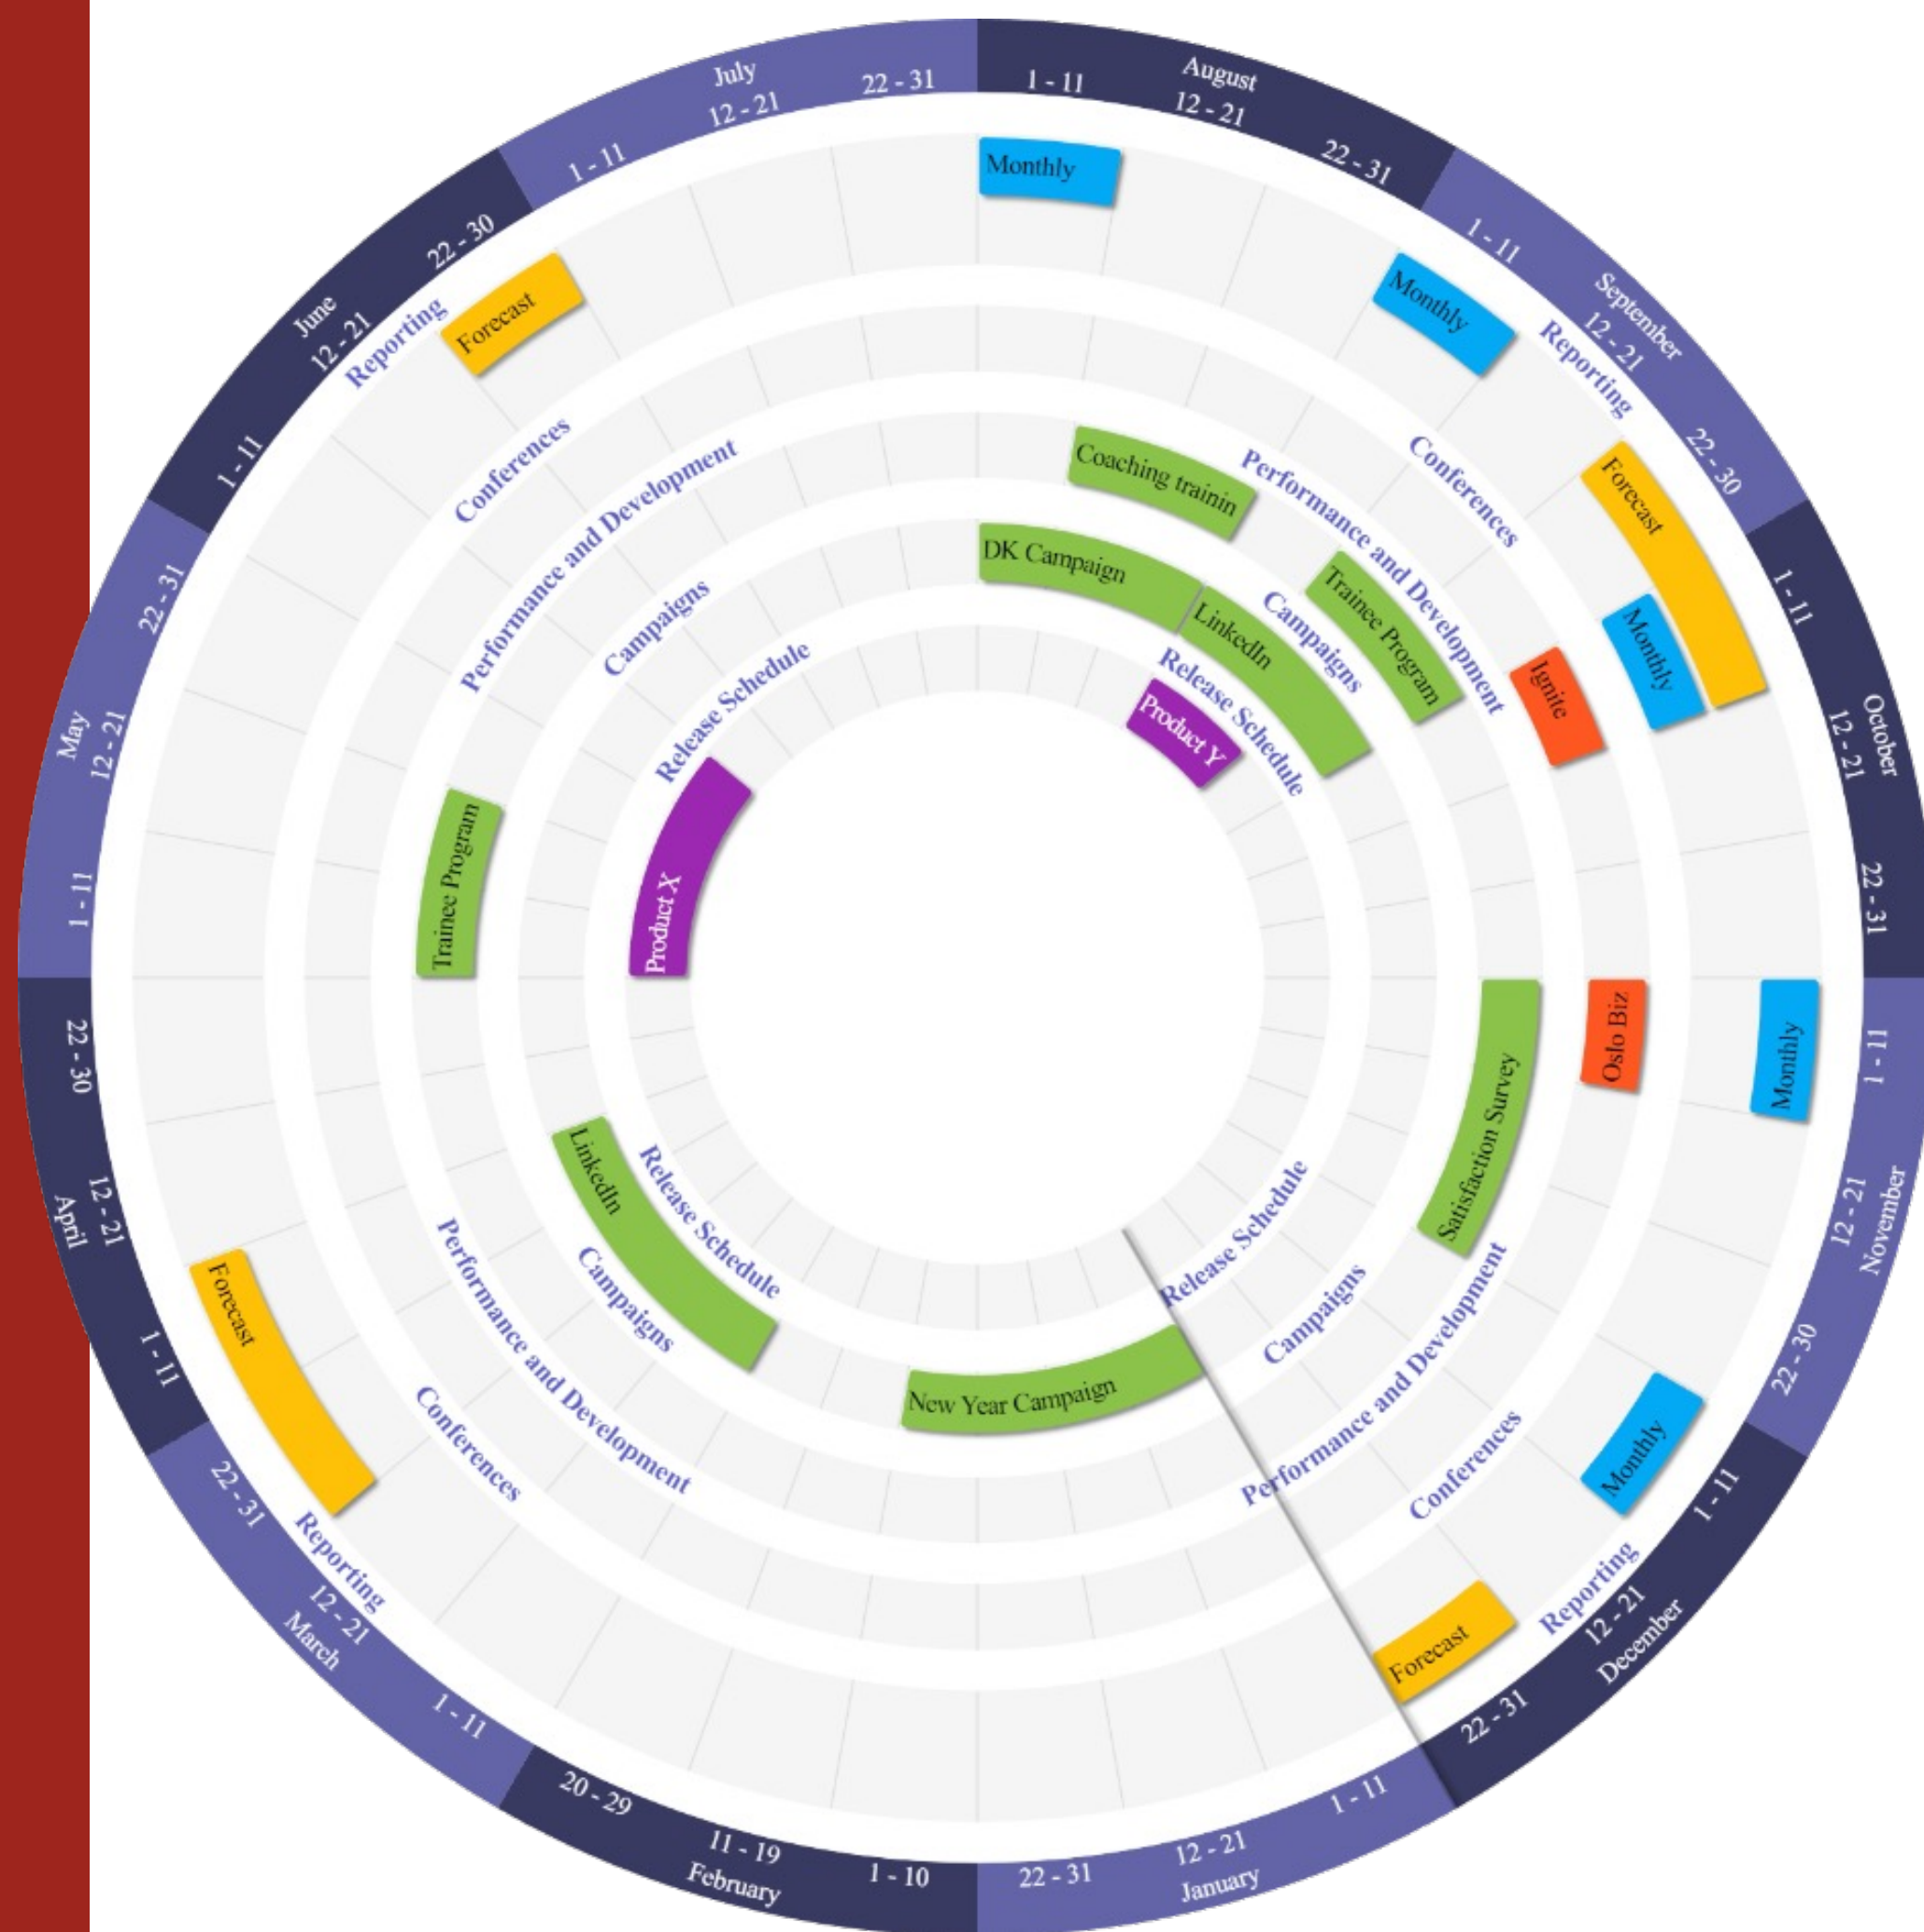 August
1 - 11
12 - 21
22 - 31
September
1 - 11
12 - 21
22 - 30
October
1 - 11
12 - 21
22 - 31
November
1 - 11
12 - 21
22 - 30
December
1 - 11
12 - 21
22 - 31
January
1 - 11
12 - 21
22 - 31
February
1 - 10
11 - 19
20 - 29
March
1 - 11
12 - 21
22 - 31
April
1 - 11
12 - 21
22 - 30
May
1 - 11
12 - 21
22 - 31
June
1 - 11
12 - 21
22 - 30
July
1 - 11
12 - 21
22 - 31
Reporting
Monthly
Monthly
Forecast
Monthly
Monthly
Reporting
Monthly
Forecast
Reporting
Forecast
Reporting
Forecast
Conferences
Ignite
Oslo Biz
Conferences
Conferences
Conferences
Performance and Development
Coaching trainin
Trainee Program
Satisfaction Survey
Performance and Development
Performance and Development
Trainee Program
Performance and Development
Campaigns
DK Campaign
LinkedIn
Campaigns
New Year Campaign
Campaigns
LinkedIn
Campaigns
Release Schedule
Product Y
Release Schedule
Release Schedule
Product X
Release Schedule